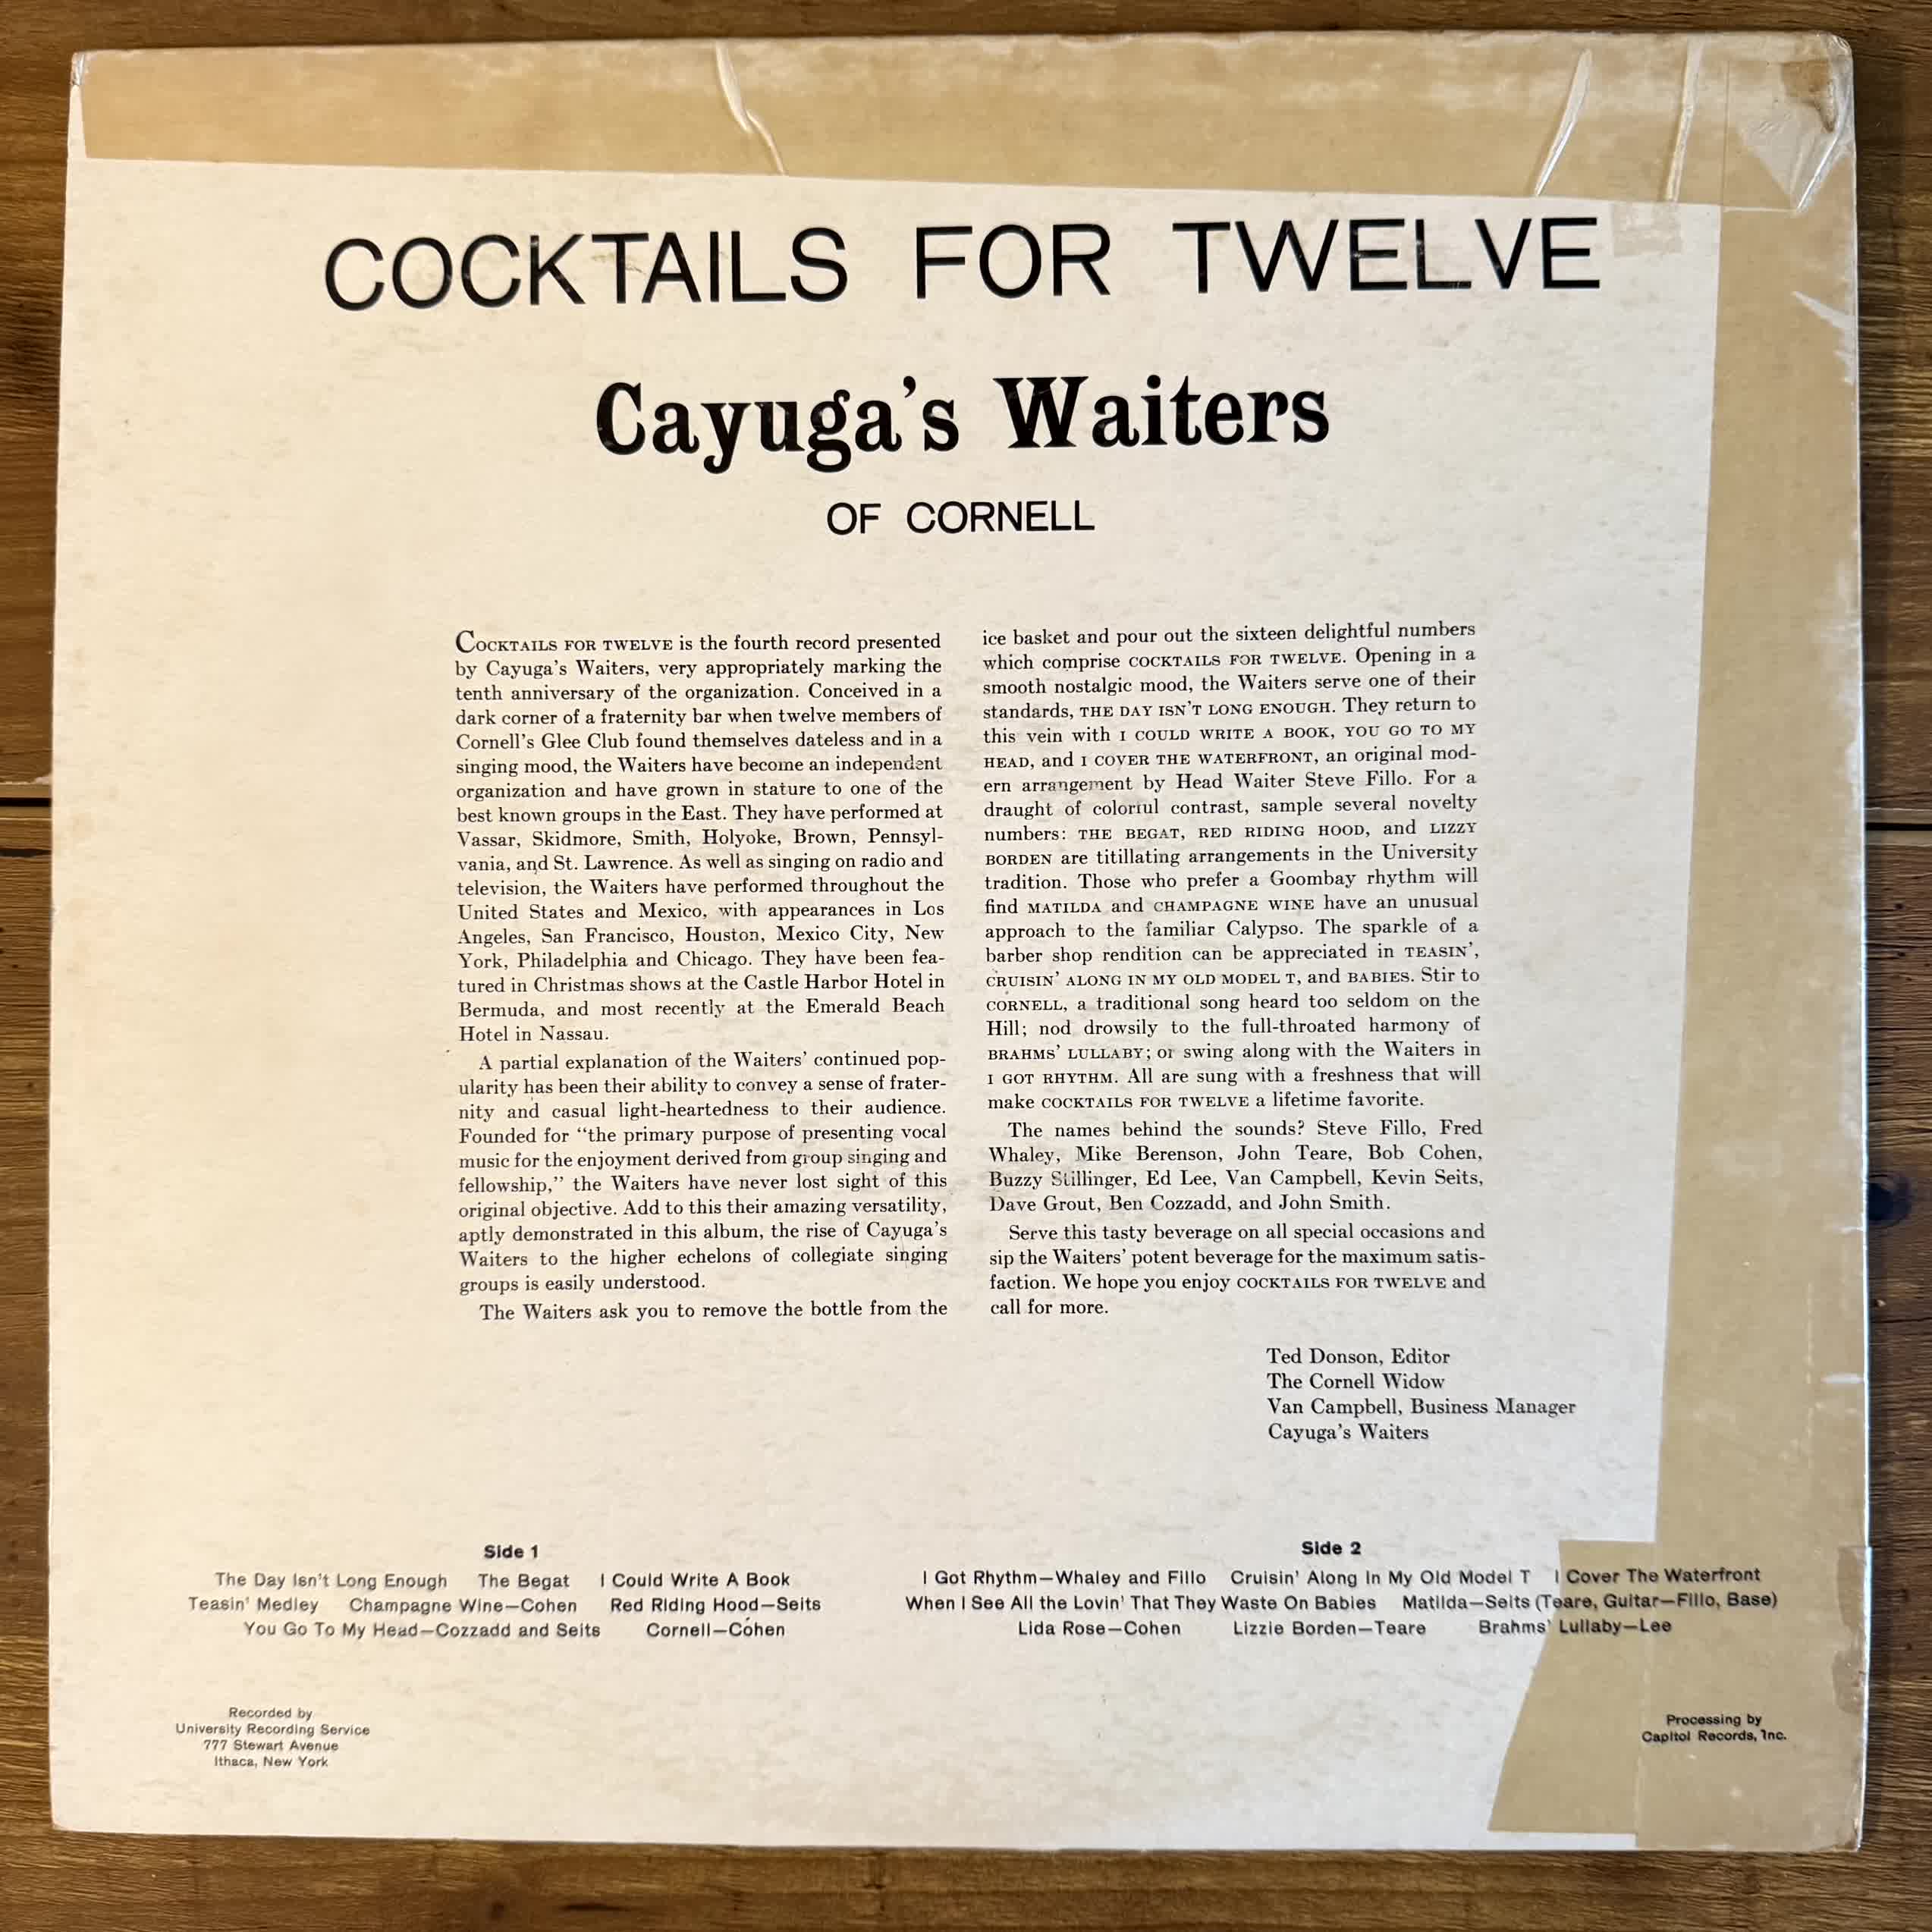 COCKTAILS FOR TWELVE
Cayuga's Waiters
OF CORNELL
COCKTAILS FOR TWELVE is the fourth record presented
by Cayuga's Waiters, very appropriately marking the
tenth anniversary of the organization. Conceived in a
dark corner of a fraternity bar when twelve members of
Cornell's Glee Club found themselves dateless and in a
singing mood, the Waiters have become an independent
organization and have grown in stature to one of the
best known groups in the East. They have performed at
Vassar, Skidmore, Smith, Holyoke, Brown, Pennsyl-
vania, and St. Lawrence. As well as singing on radio and
television, the Waiters have performed throughout the
United States and Mexico, with appearances in Los
Angeles, San Francisco, Houston, Mexico City, New
York, Philadelphia and Chicago. They have been fea-
tured in Christmas shows at the Castle Harbor Hotel in
Bermuda, and most recently at the Emerald Beach
Hotel in Nassau.
A partial explanation of the Waiters' continued pop-
ularity has been their ability to convey a sense of frater-
nity and casual light-heartedness to their audience.
Founded for "the primary purpose of presenting vocal
music for the enjoyment derived from group singing and
fellowship," the Waiters have never lost sight of this
original objective. Add to this their amazing versatility,
aptly demonstrated in this album, the rise of Cayuga's
Waiters to the higher echelons of collegiate singing
groups is easily understood.
The Waiters ask you to remove the bottle from the
ice basket and pour out the sixteen delightful numbers
which comprise COCKTAILS FOR TWELVE. Opening in a
smooth nostalgic mood, the Waiters serve one of their
standards, THE DAY ISN'T LONG ENOUGH. They return to
this vein with I COULD WRITE A BOOK, YOU GO TO MY
HEAD, and I COVER THE WATERFRONT, an original mod-
ern arrangement by Head Waiter Steve Fillo. For a
draught of colorful contrast, sample several novelty
numbers: THE BEGAT, RED RIDING HOOD, and LIZZY
BORDEN are titillating arrangements in the University
tradition. Those who prefer a Goombay rhythm will
find MATILDA and CHAMPAGNE WINE have an unusual
approach to the familiar Calypso. The sparkle of a
barber shop rendition can be appreciated in TEASIN',
CRUISIN' ALONG IN MY OLD MODEL T, and BABIES. Stir to
CORNELL, a traditional song heard too seldom on the
Hill; nod drowsily to the full-throated harmony of
BRAHMS' LULLABY; or swing along with the Waiters in
I GOT RHYTHM. All are sung with a freshness that will
make COCKTAILS FOR TWELVE a lifetime favorite.
The names behind the sounds? Steve Fillo, Fred
Whaley, Mike Berenson, John Teare, Bob Cohen,
Buzzy Stillinger, Ed Lee, Van Campbell, Kevin Seits,
Dave Grout, Ben Cozzadd, and John Smith.
Serve this tasty beverage on all special occasions and
sip the Waiters' potent beverage for the maximum satis-
faction. We hope you enjoy COCKTAILS FOR TWELVE and
call for more.
Ted Donson, Editor
The Cornell Widow
Van Campbell, Business Manager
Cayuga's Waiters
Side 1
The Day Isn't Long Enough The Begat I Could Write A Book
Teasin' Medley Champagne Wine—Cohen Red Riding Hood—Seits
You Go To My Head—Cozzadd and Seits Cornell—Cohen
Side 2
I Got Rhythm—Whaley and Fillo Cruisin' Along In My Old Model T I Cover The Waterfront
When I See All the Lovin' That They Waste On Babies Matilda—Seits (Teare, Guitar—Fillo, Base)
Lida Rose—Cohen Lizzie Borden—Teare Brahms' Lullaby—Lee
Recorded by
University Recording Service
777 Stewart Avenue
Ithaca, New York
Processing by
Capitol Records, Inc.